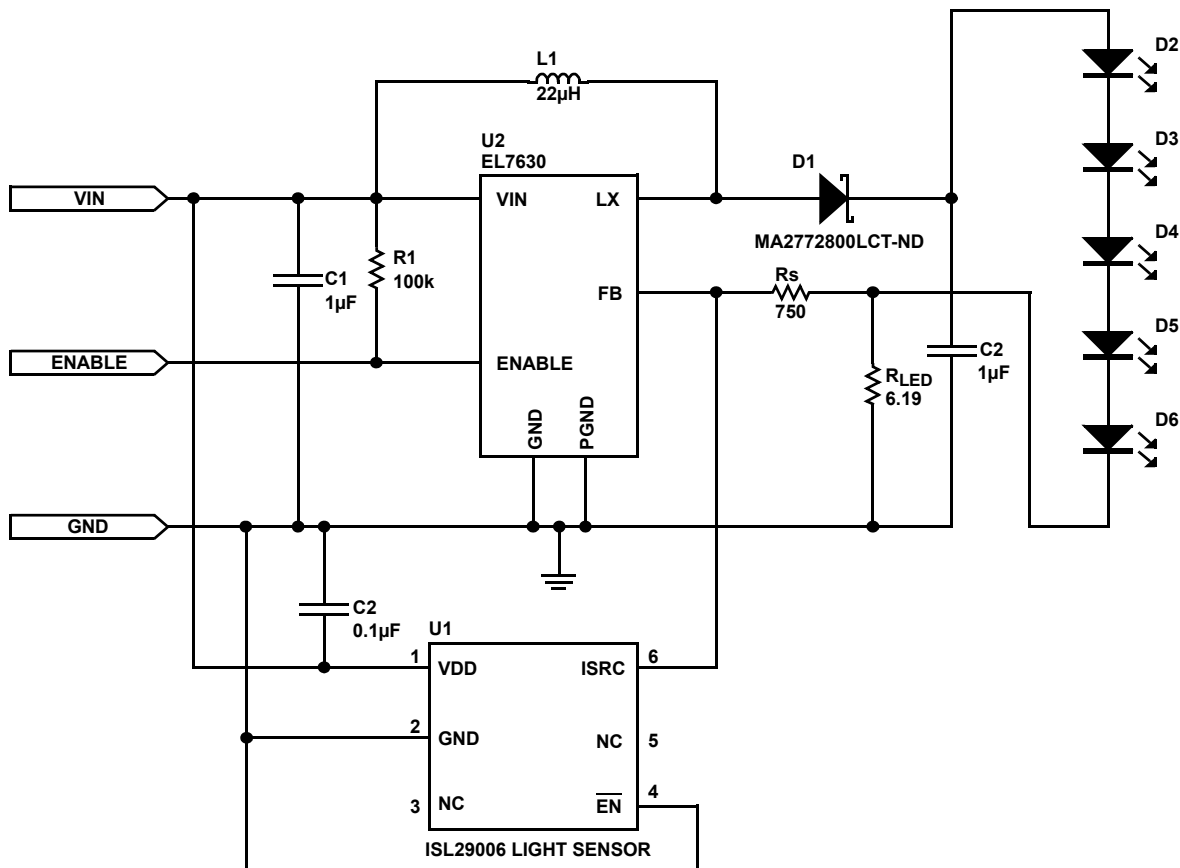 D2
L1
22µH
U2
EL7630
D1
D3
VIN
VIN
LX
MA2772800LCT-ND
D4
R1
100k
C1
1µF
Rs
750
FB
D5
ENABLE
ENABLE
C2
1µF
RLED
6.19
D6
GND
PGND
GND
C2
0.1µF
U1
1
VDD
ISRC
6
2
GND
NC
5
3
NC
EN
4
ISL29006 LIGHT SENSOR